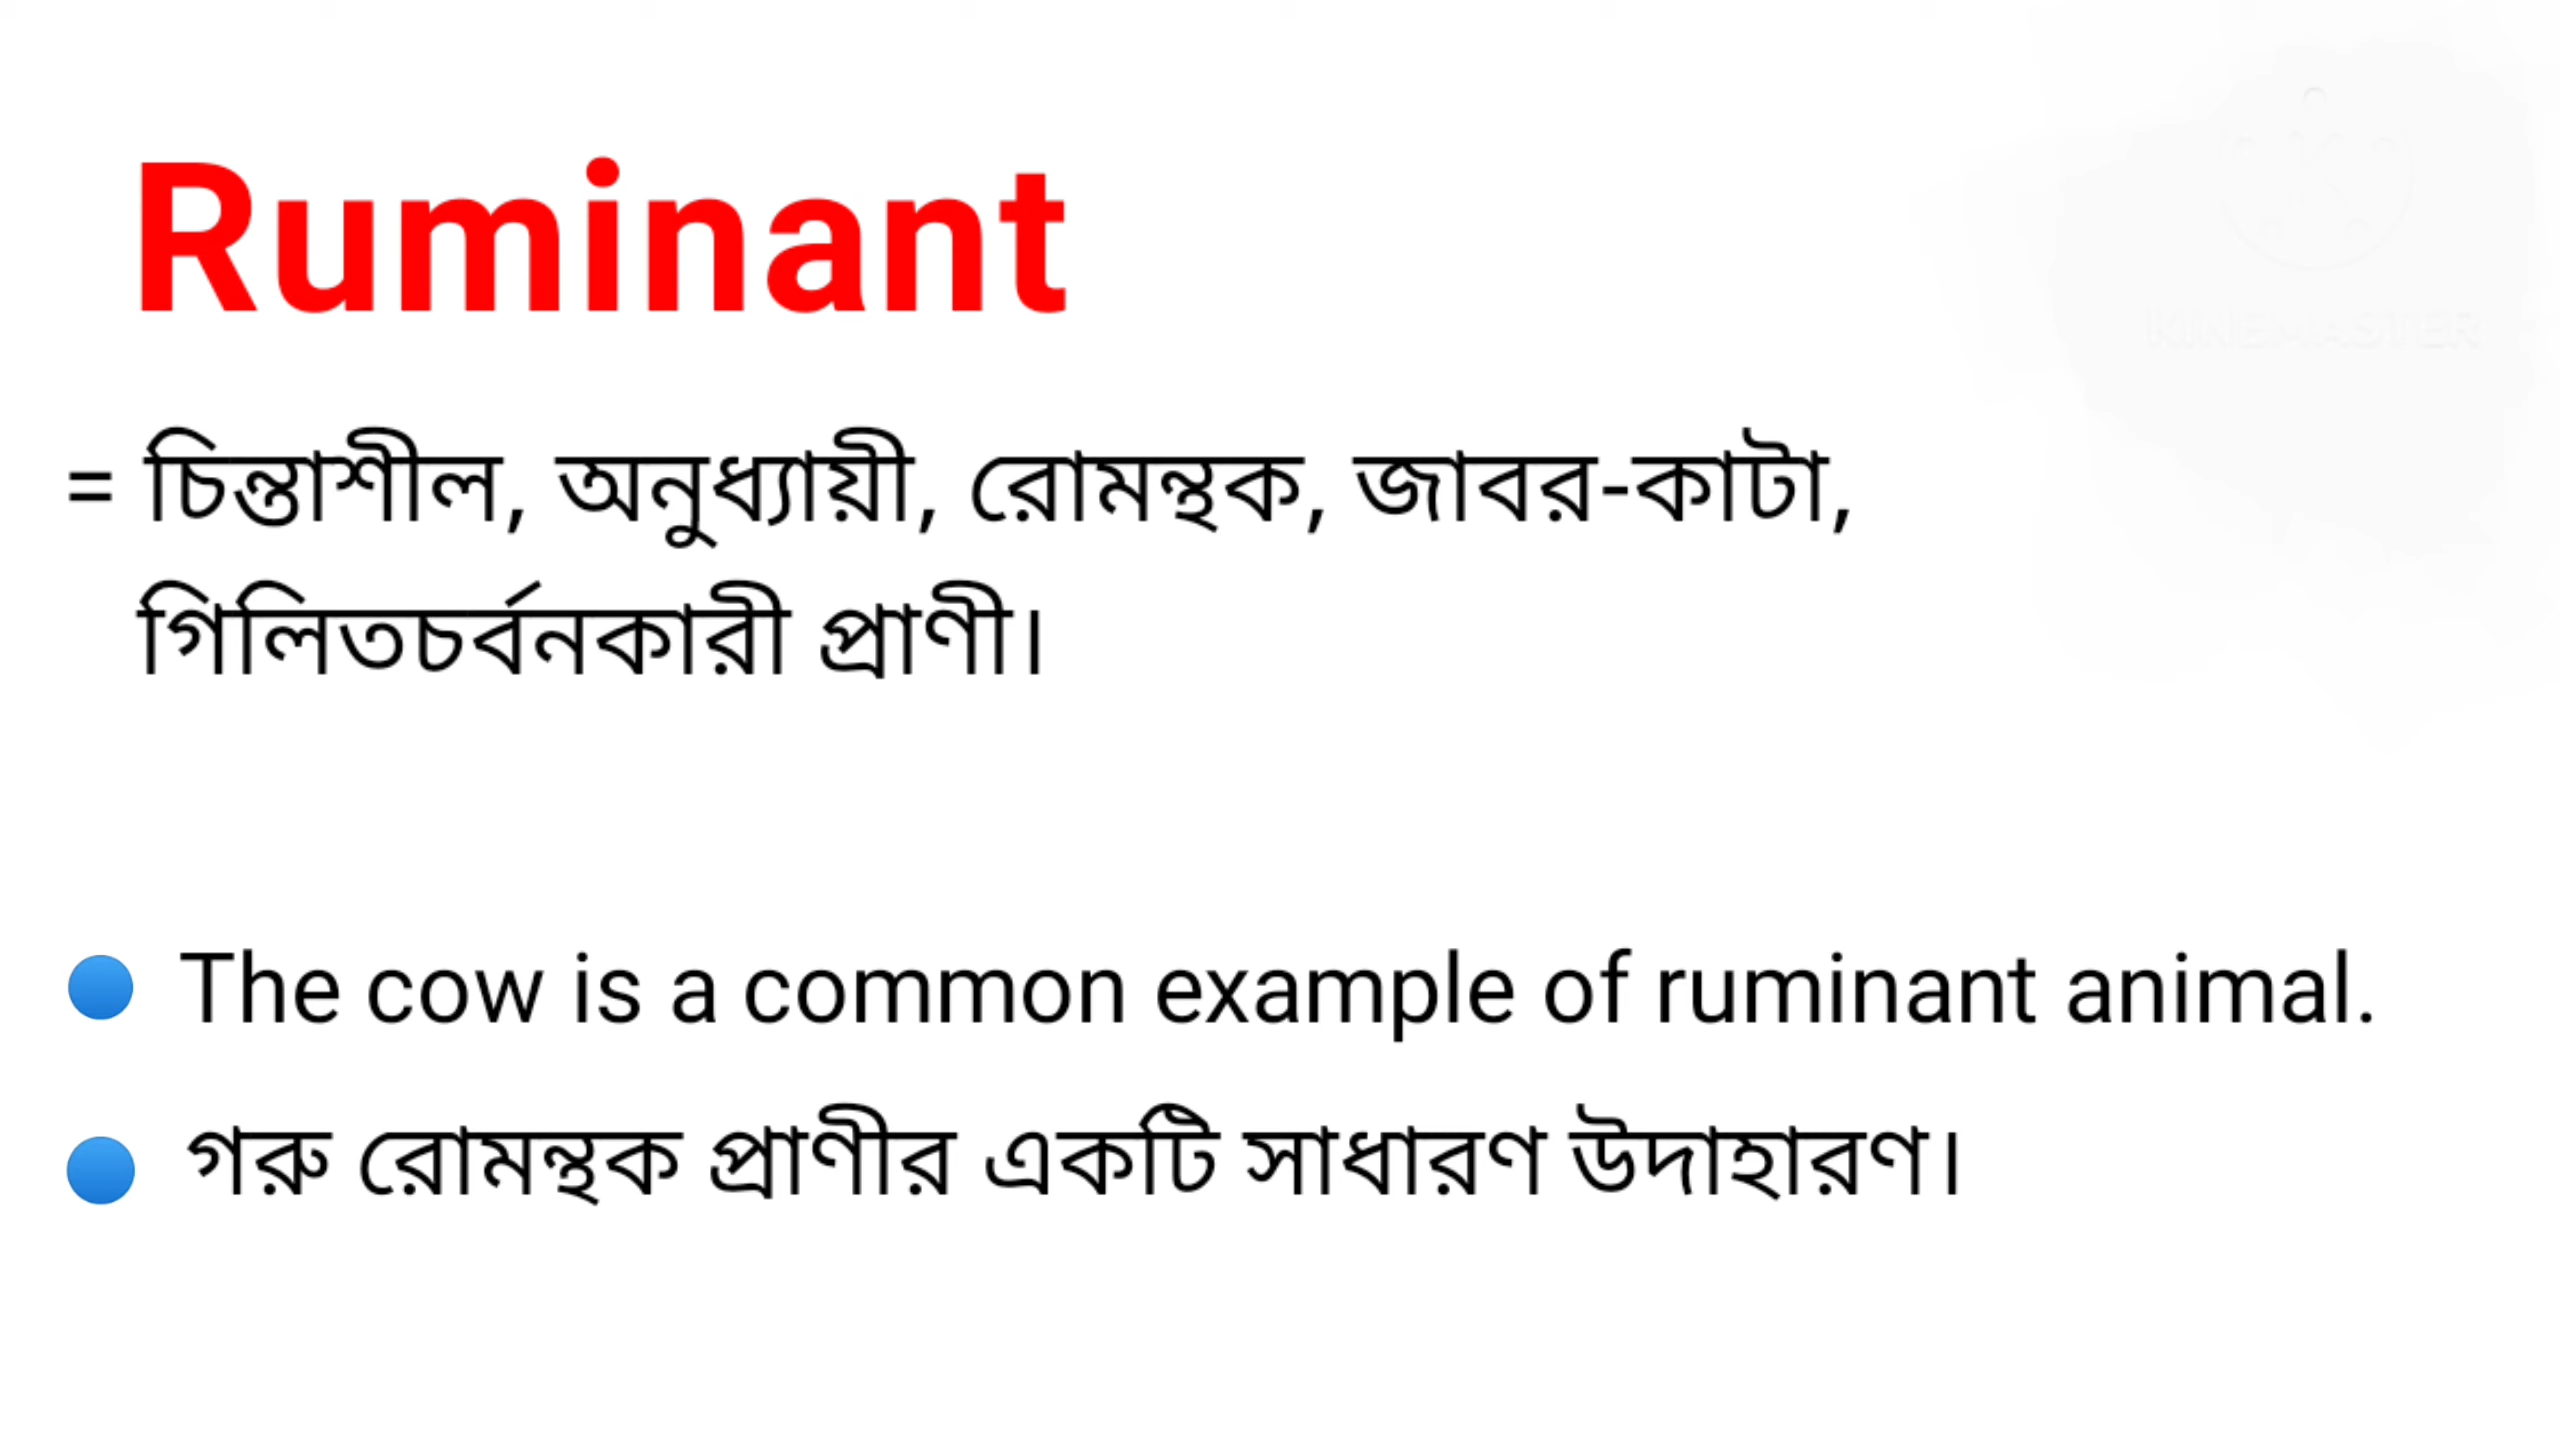 Ruminant
KINEMASTER
= চিন্তাশীল, অনুধ্যায়ী, রোমন্থক, জাবর-কাটা,
গিলিতচর্বনকারী প্রাণী।
The cow is a common example of ruminant animal.
গরু রোমন্থক প্রাণীর একটি সাধারণ উদাহারণ।